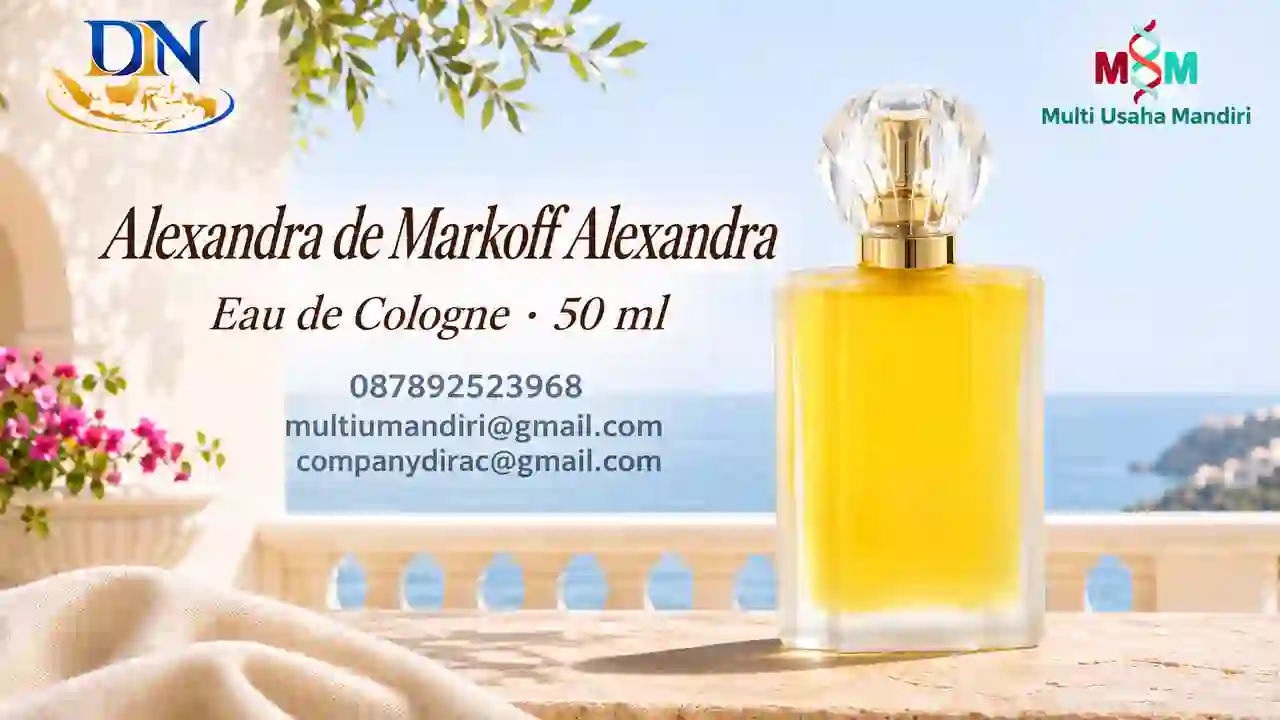 DN
MSM
Multi Usaha Mandiri
Alexandra de Markoff Alexandra
Eau de Cologne · 50 ml
087892523968
multiumandiri@gmail.com
companydirac@gmail.com